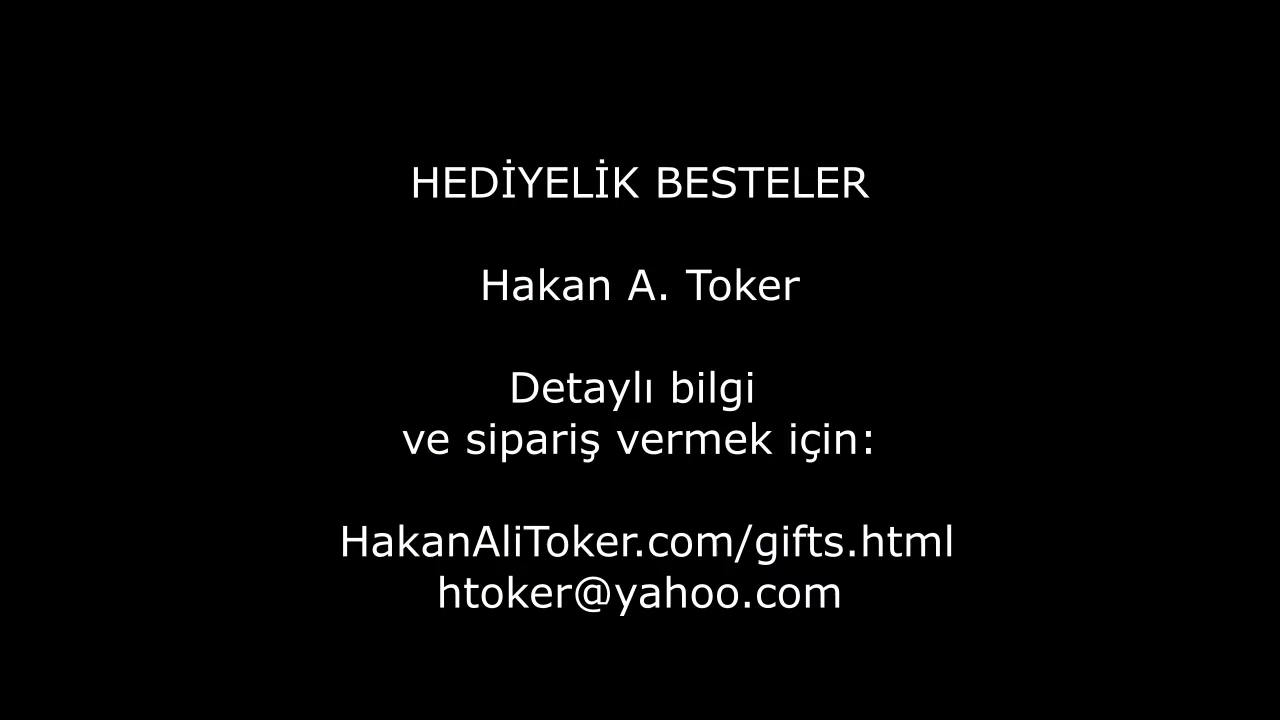 HEDİYELİK BESTELER
Hakan A. Toker
Detaylı bilgi
ve sipariş vermek için:
HakanAliToker.com/gifts.html
htoker@yahoo.com